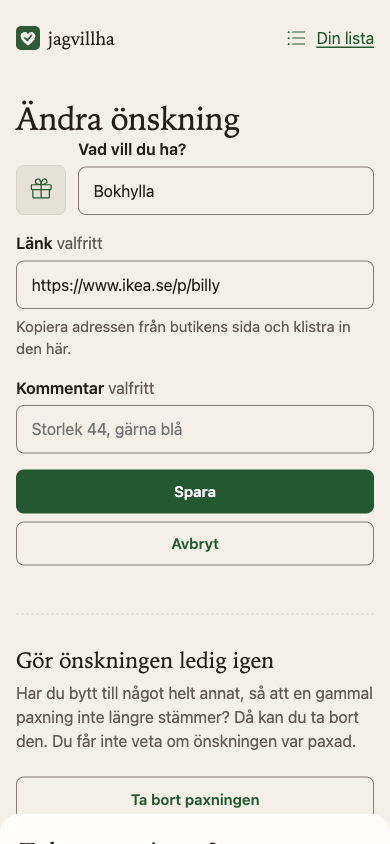 jagvillha
Din lista
Ändra önskning
Vad vill du ha?
Bokhylla
Länk valfritt
https://www.ikea.se/p/billy
Kopiera adressen från butikens sida och klistra in
den här.
Kommentar valfritt
Storlek 44, gärna blå
Spara
Avbryt
Gör önskningen ledig igen
Har du bytt till något helt annat, så att en gammal
paxning inte längre stämmer? Då kan du ta bort
den. Du får inte veta om önskningen var paxad.
Ta bort paxningen